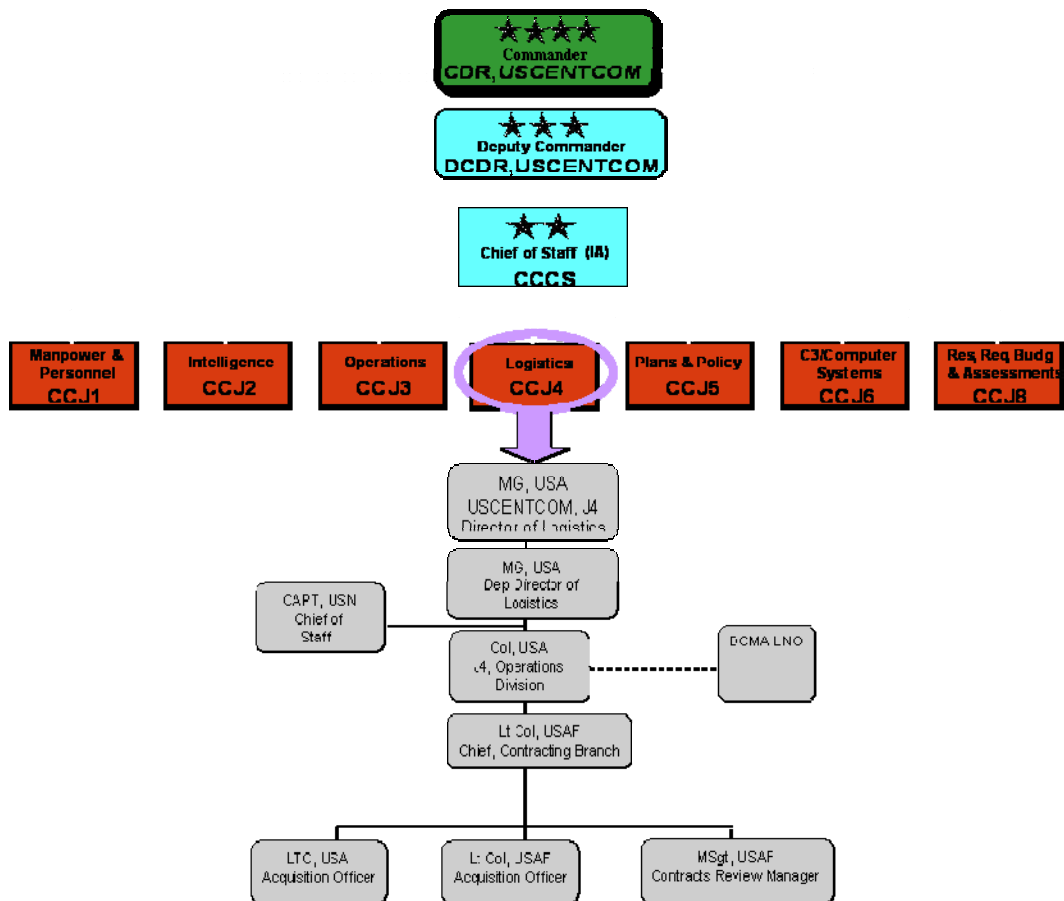 Commander
CDR, USCENTCOM
Deputy Commander
DCDR, USCENTCOM
Chief of Staff (IA)
CCCS
Manpower &
Personnel
CCJ1
Intelligence
CCJ2
Operations
CCJ3
Logistics
CCJ4
Plans & Policy
CCJ5
C3/Computer
Systems
CCJ6
Res, Req, Budg
& Assessments
CCJ8
MG, USA
USCENTCOM, J4
Director of Logistics
MG, USA
Dep Director of
Logistics
CAPT, USN
Chief of
Staff
Col, USA
J4, Operations
Division
DCMA LNO
Lt Col, USAF
Chief, Contracting Branch
LTC, USA
Acquisition Officer
Lt Col, USAF
Acquisition Officer
MSgt, USAF
Contracts Review Manager